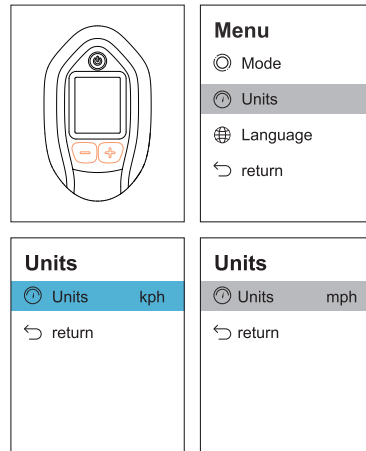 Menu
Mode
Units
Language
return
Units
Units kph
return
Units
Units mph
return